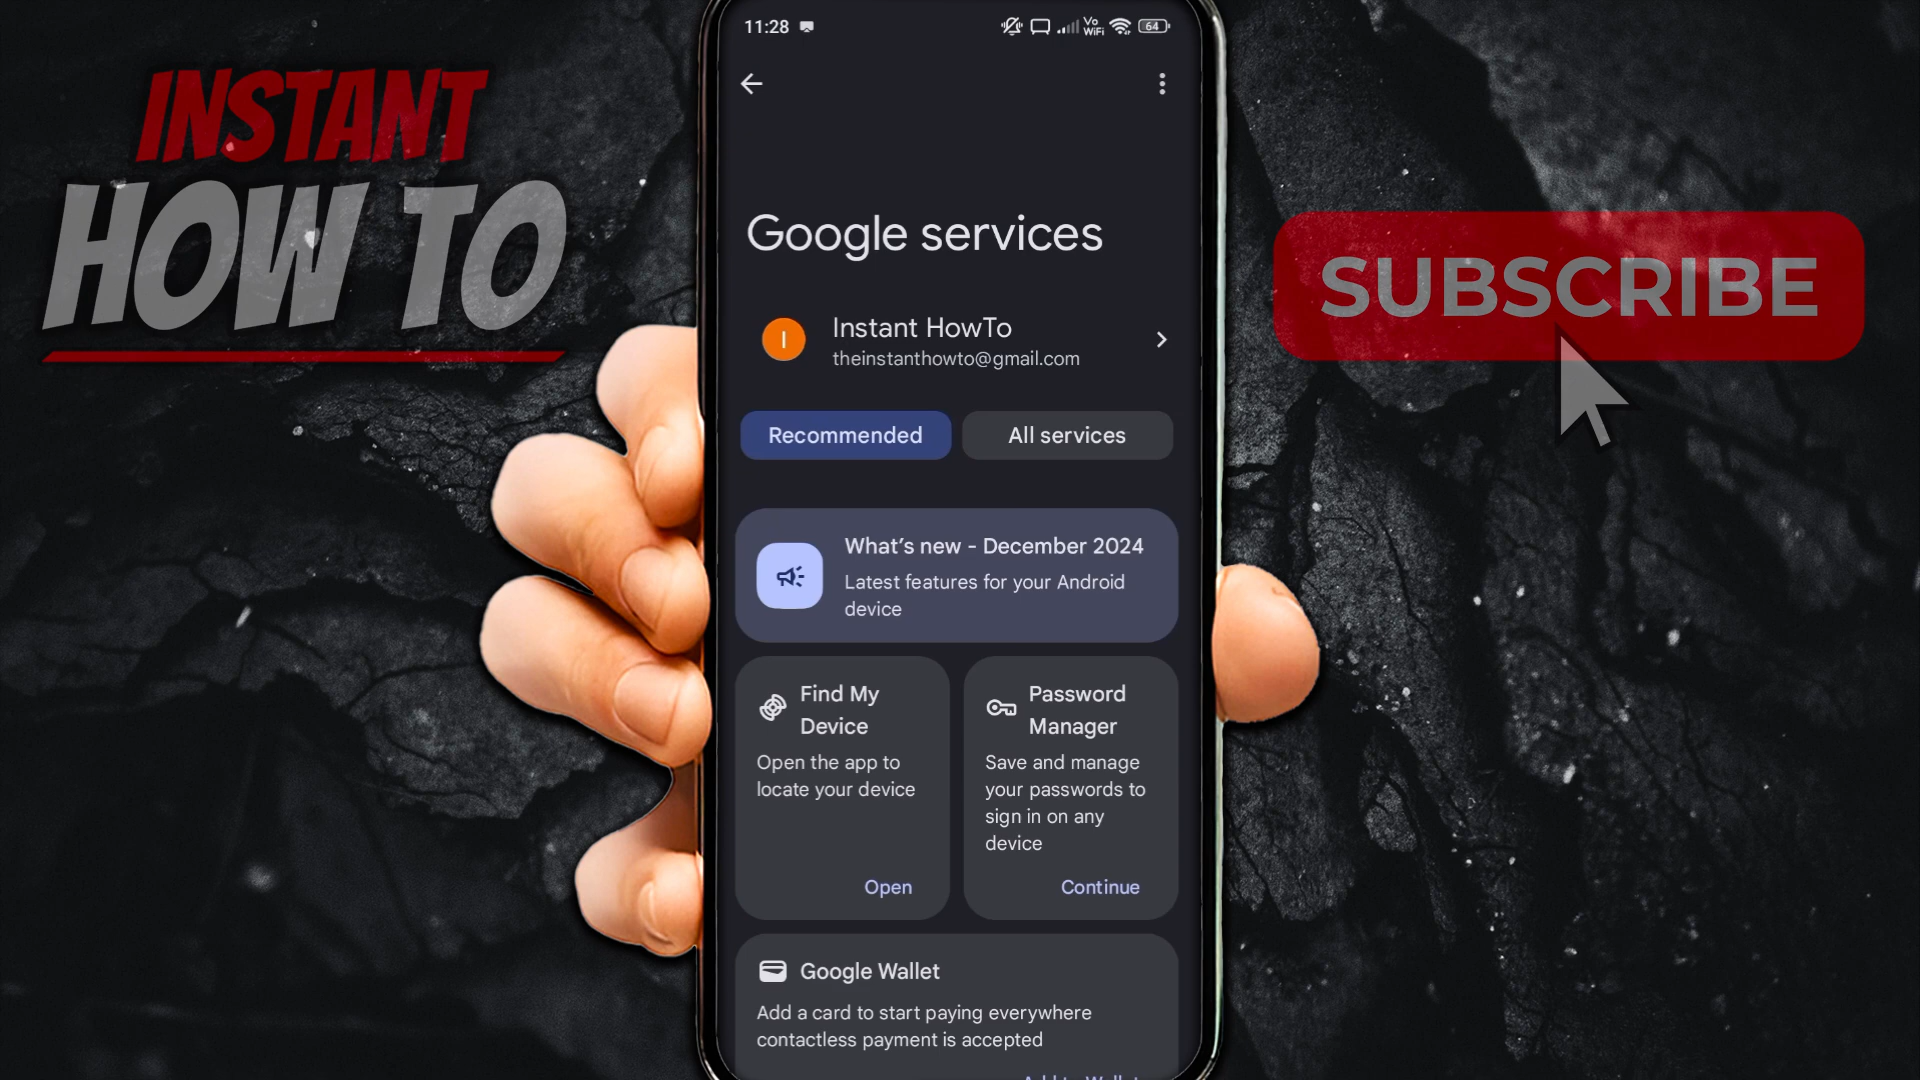 INSTANT
HOW TO
11:28
Vo
WiFi
64
Google services
I
Instant HowTo
theinstanthowto@gmail.com
Recommended
All services
What's new - December 2024
Latest features for your Android
device
Find My
Device
Open the app to
locate your device
Open
Password
Manager
Save and manage
your passwords to
sign in on any
device
Continue
Google Wallet
Add a card to start paying everywhere
contactless payment is accepted
SUBSCRIBE